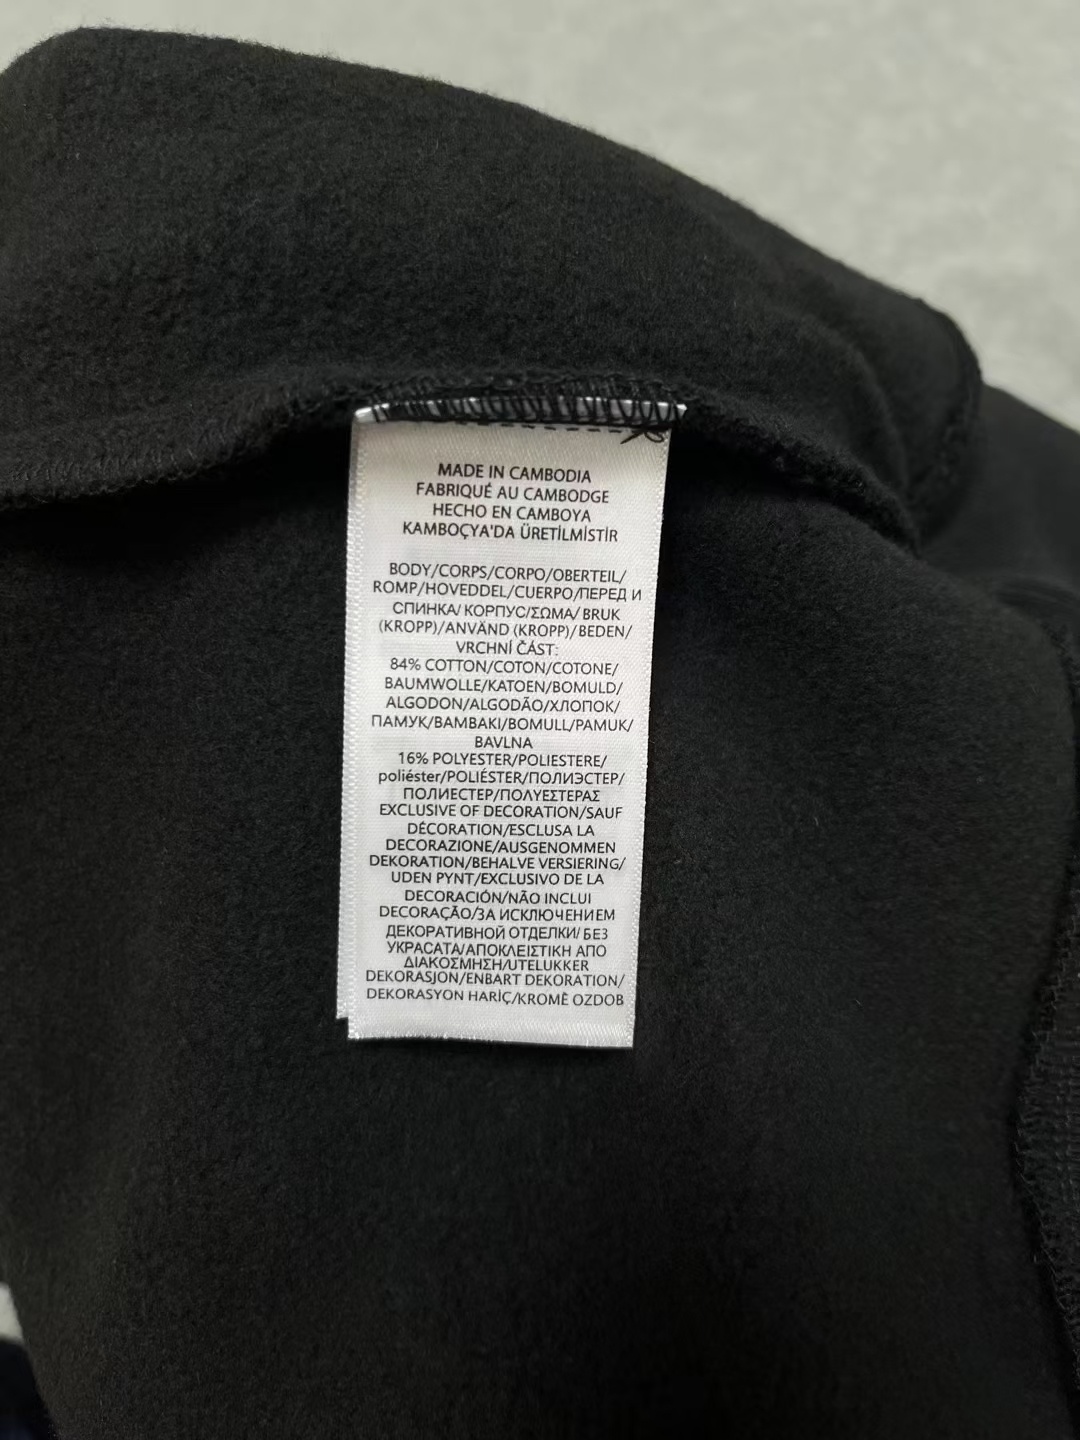 MADE IN CAMBODIA
FABRIQUÉ AU CAMBODGE
HECHO EN CAMBOYA
KAMBOÇYA'DA ÜRETİLMİSTİR
BODY/CORPS/CORPO/OBERTEIL/
ROMP/HOVEDDEL/CUERPO/ПЕРЕД И
СПИНКА/ КОРПУС/ΣΩΜΑ/ BRUK
(KROPP)/ANVÄND (KROPP)/BEDEN/
VRCHNÍ ČÁST:
84% COTTON/COTON/COTONE/
BAUMWOLLE/KATOEN/BOMULD/
ALGODON/ALGODÃO/ХЛОПОК/
ПАМУК/BAMBAKI/BOMULL/PAMUK/
BAVLNA
16% POLYESTER/POLIESTERE/
poliéster/POLIÉSTER/ПОЛИЭСТЕР/
ПОЛИЕСТЕР/ΠΟΛΥΕΣΤΕΡΑΣ
EXCLUSIVE OF DECORATION/SAUF
DÉCORATION/ESCLUSA LA
DECORAZIONE/AUSGENOMMEN
DEKORATION/BEHALVE VERSIERING/
UDEN PYNT/EXCLUSIVO DE LA
DECORACIÓN/NÃO INCLUI
DECORAÇÃO/ЗА ИСКЛЮЧЕНИЕМ
ДЕКОРАТИВНОЙ ОТДЕЛКИ/ БЕЗ
УКРАСАТА/ΑΠΟΚΛΕΙΣΤΙΚΗ ΑΠΟ
ΔΙΑΚΟΣΜΗΣΗ/UTELUKKER
DEKORASJON/ENBART DEKORATION/
DEKORASYON HARİÇ/KROMĚ OZDOB